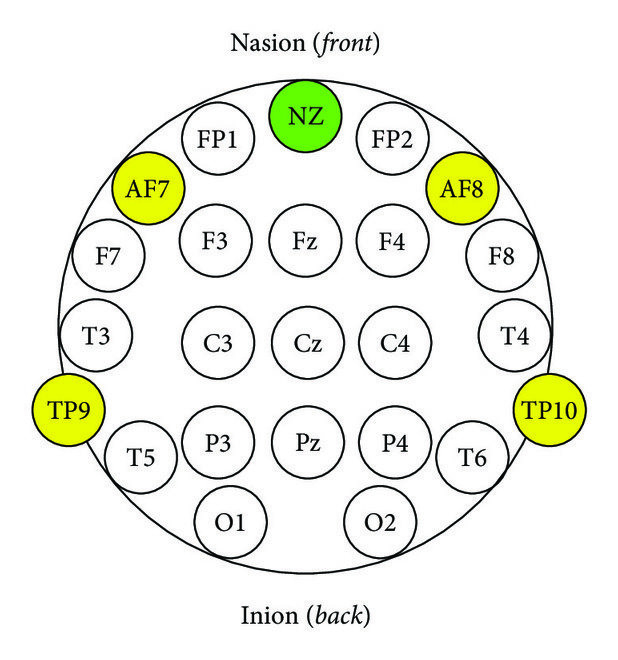 Nasion (front)
NZ
FP1 FP2
AF7 AF8
F7 F3 Fz F4 F8
T3 C3 Cz C4 T4
TP9 TP10
T5 P3 Pz P4 T6
O1 O2
Inion (back)